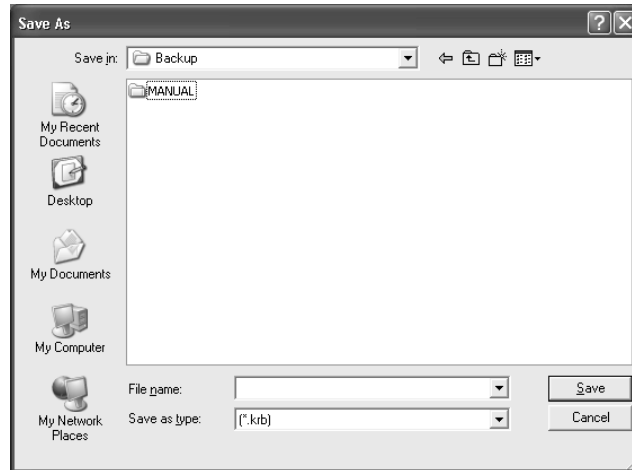 Save As
Save in: Backup
MANUAL
My Recent
Documents
Desktop
My Documents
My Computer
My Network
Places
File name:
Save
Save as type: (*.krb)
Cancel